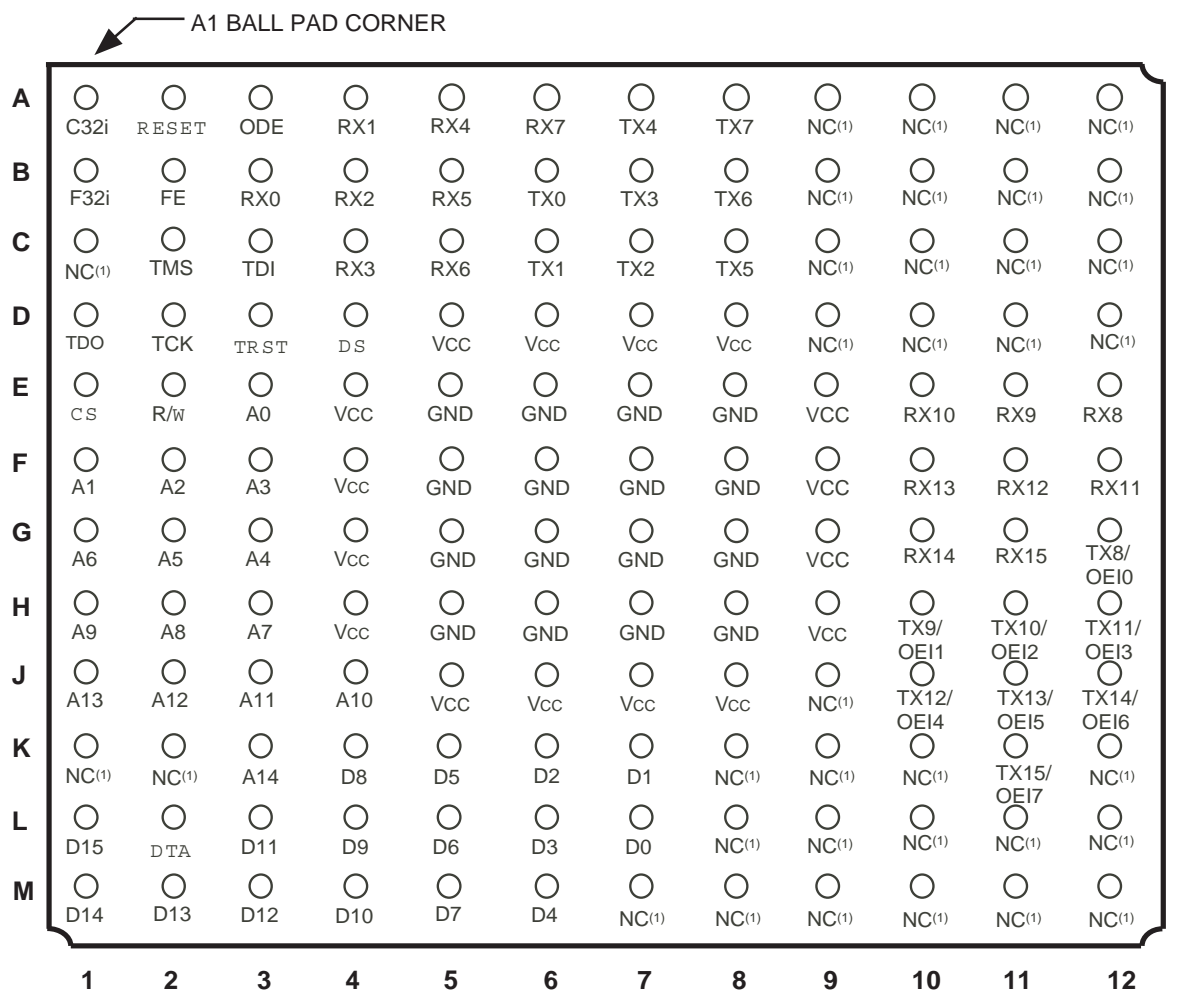 A1 BALL PAD CORNER
A
C32i RESET ODE RX1 RX4 RX7 TX4 TX7 NC(1) NC(1) NC(1) NC(1)
B
F32i FE RX0 RX2 RX5 TX0 TX3 TX6 NC(1) NC(1) NC(1) NC(1)
C
NC(1) TMS TDI RX3 RX6 TX1 TX2 TX5 NC(1) NC(1) NC(1) NC(1)
D
TDO TCK TRST DS VCC VCC VCC VCC NC(1) NC(1) NC(1) NC(1)
E
CS R/W A0 VCC GND GND GND GND VCC RX10 RX9 RX8
F
A1 A2 A3 VCC GND GND GND GND VCC RX13 RX12 RX11
G
A6 A5 A4 VCC GND GND GND GND VCC RX14 RX15 TX8/
OEI0
H
A9 A8 A7 VCC GND GND GND GND VCC TX9/ TX10/ TX11/
OEI1 OEI2 OEI3
J
A13 A12 A11 A10 VCC VCC VCC VCC NC(1) TX12/ TX13/ TX14/
OEI4 OEI5 OEI6
K
NC(1) NC(1) A14 D8 D5 D2 D1 NC(1) NC(1) NC(1) TX15/ NC(1)
OEI7
L
D15 DTA D11 D9 D6 D3 D0 NC(1) NC(1) NC(1) NC(1) NC(1)
M
D14 D13 D12 D10 D7 D4 NC(1) NC(1) NC(1) NC(1) NC(1) NC(1)
1 2 3 4 5 6 7 8 9 10 11 12